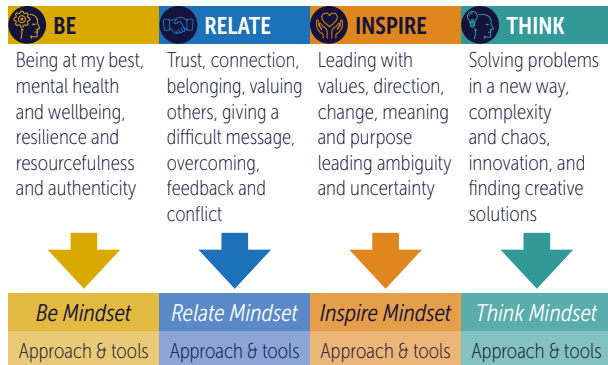 BE
Being at my best,
mental health
and wellbeing,
resilience and
resourcefulness
and authenticity
RELATE
Trust, connection,
belonging, valuing
others, giving a
difficult message,
overcoming,
feedback and
conflict
INSPIRE
Leading with
values, direction,
change, meaning
and purpose
leading ambiguity
and uncertainty
THINK
Solving problems
in a new way,
complexity
and chaos,
innovation, and
finding creative
solutions
Be Mindset
Relate Mindset
Inspire Mindset
Think Mindset
Approach & tools
Approach & tools
Approach & tools
Approach & tools